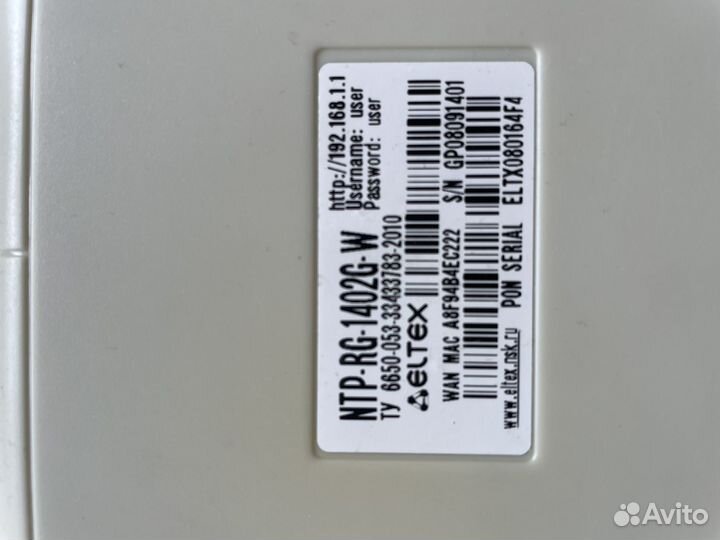 NTP-RG-1402G-W
http://192.168.1.1
Username: user
Password: user
ТУ 6650-053-33433783-2010
ELTEX
WAN MAC A8F94B4EC222
S/N GP08091401
www.eltex.nsk.ru
PON SERIAL ELTX080164F4
Avito